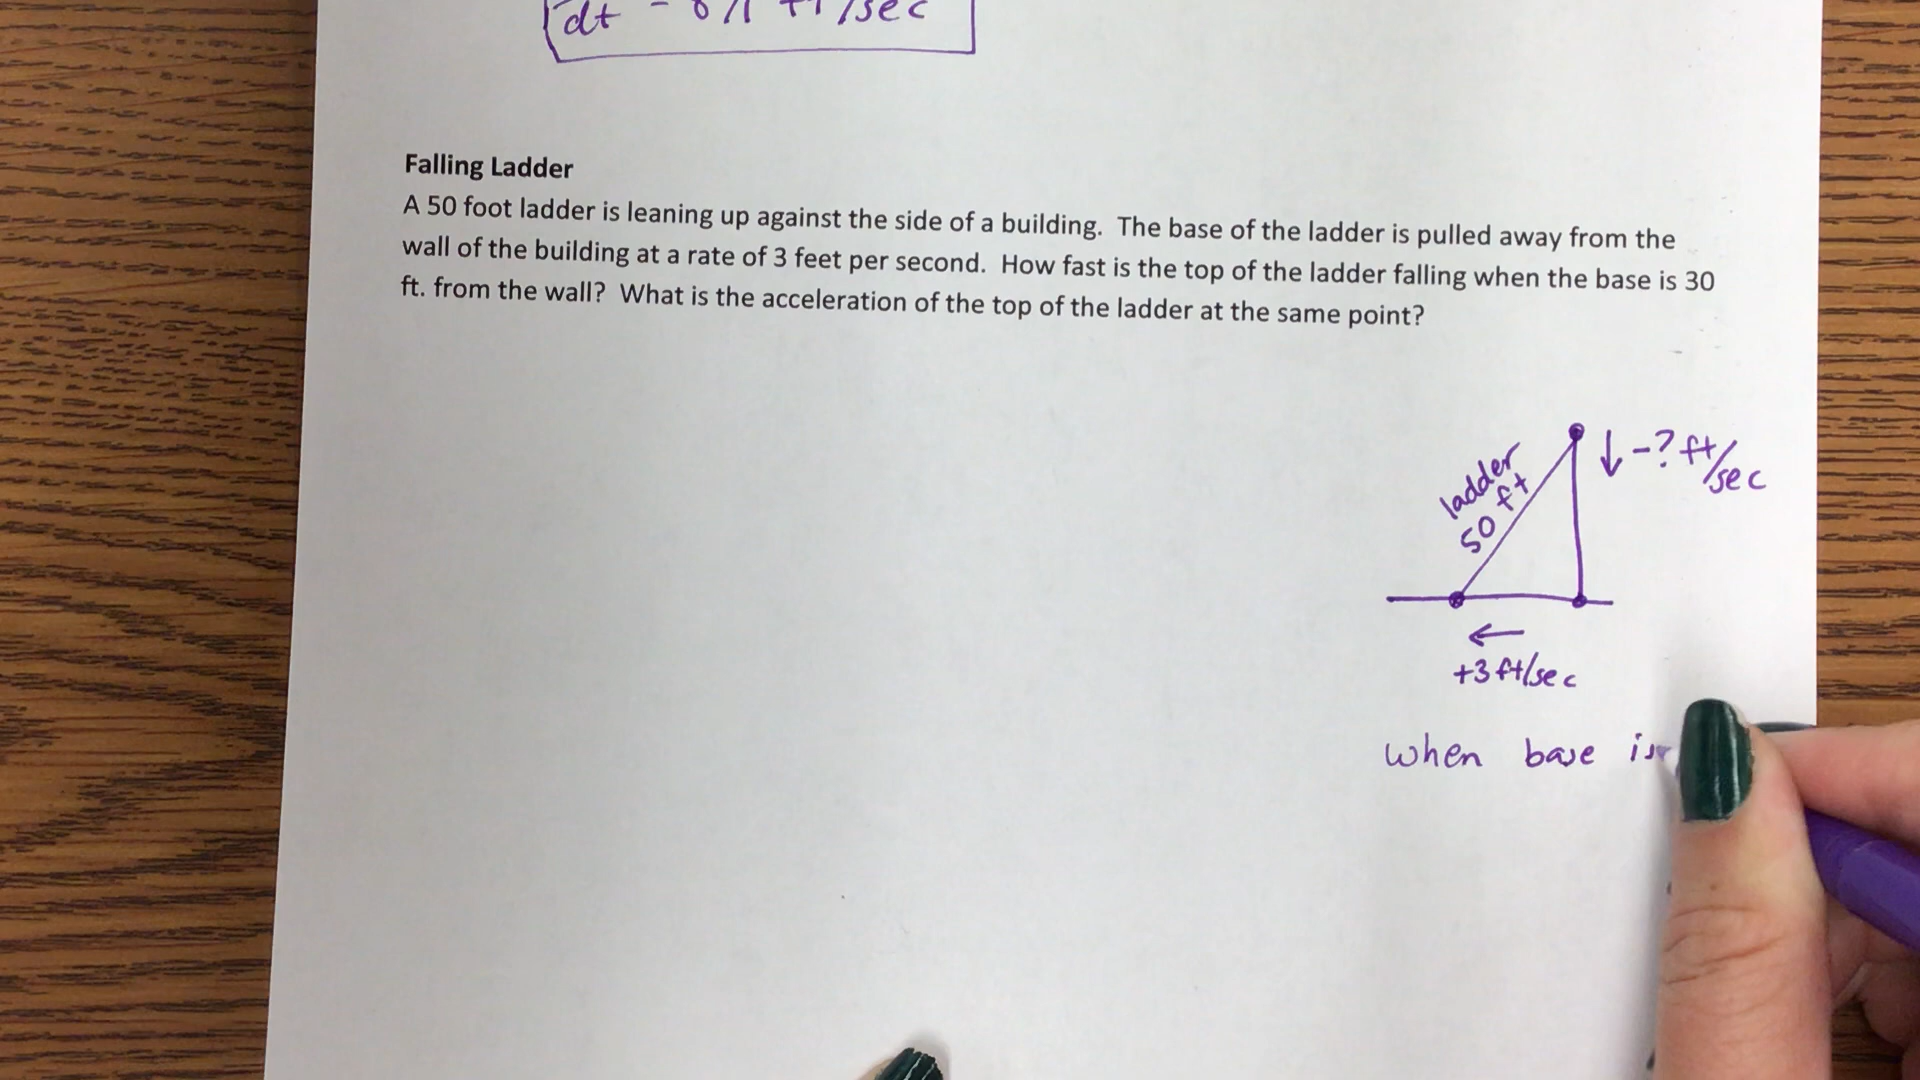 dt
ft/sec
Falling Ladder
A 50 foot ladder is leaning up against the side of a building. The base of the ladder is pulled away from the
wall of the building at a rate of 3 feet per second. How fast is the top of the ladder falling when the base is 30
ft. from the wall? What is the acceleration of the top of the ladder at the same point?
ladder
50 ft
↓ -? ft/sec
←
+3 ft/sec
when base is